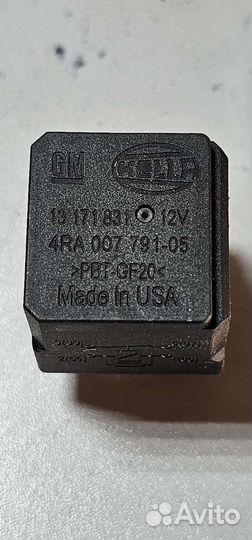 GM HELLA
13 171 831 12V
4RA 007 791-05
>PBT-GF20<
Made In USA
Avito